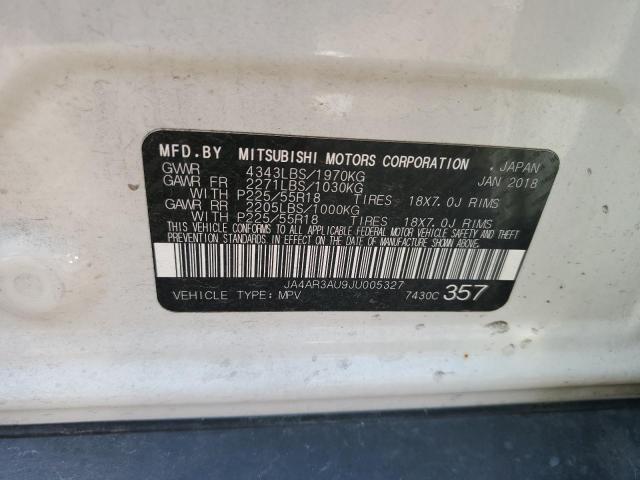 MFD.BY MITSUBISHI MOTORS CORPORATION , JAPAN
GVWR 4343LBS/1970KG JAN 2018
GAWR FR 2271LBS/1030KG
WITH P225/55R18 TIRES 18X7.0J RIMS
GAWR RR 2205LBS/1000KG
WITH P225/55R18 TIRES 18X7.0J RIMS
THIS VEHICLE CONFORMS TO ALL APPLICABLE FEDERAL MOTOR VEHICLE SAFETY AND THEFT
PREVENTION STANDARDS IN EFFECT ON THE DATE OF MANUFACTURE SHOWN ABOVE.
JA4AR3AU9JU005327
VEHICLE TYPE: MPV 7430C 357